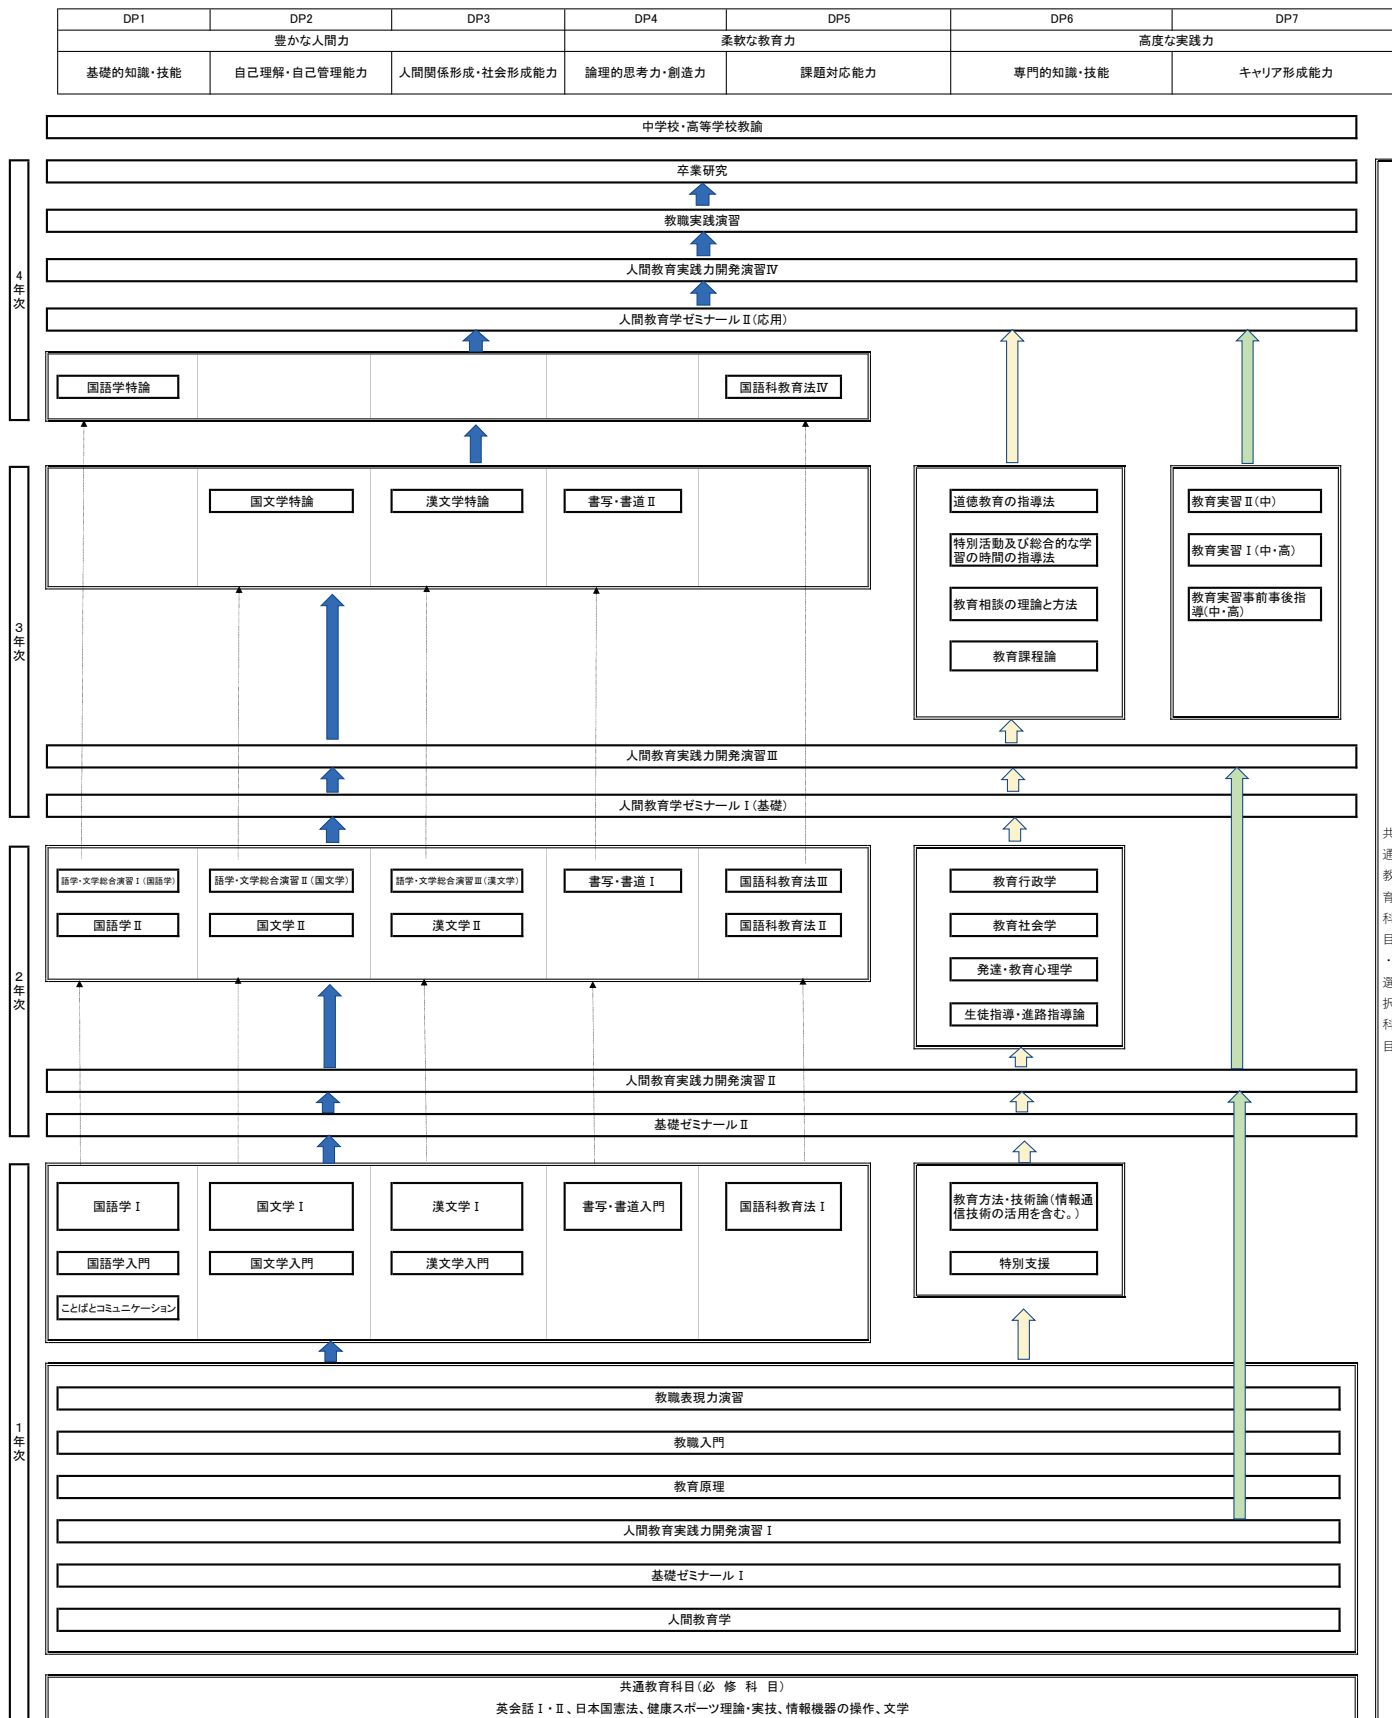 DP1 DP2 DP3 DP4 DP5 DP6 DP7
豊かな人間力 柔軟な教育力 高度な実践力
基礎的知識・技能 自己理解・自己管理能力 人間関係形成・社会形成能力 論理的思考力・創造力 課題対応能力 専門的知識・技能 キャリア形成能力
中学校・高等学校教諭
4年次
卒業研究
教職実践演習
人間教育実践力開発演習Ⅳ
人間教育学ゼミナールⅡ(応用)
国語学特論 国語科教育法Ⅳ
3年次
国文学特論 漢文学特論 書写・書道Ⅱ 道徳教育の指導法 教育実習Ⅱ(中)
特別活動及び総合的な学
習の時間の指導法
教育実習Ⅰ(中・高)
教育相談の理論と方法
教育実習事前事後指
導(中・高)
教育課程論
人間教育実践力開発演習Ⅲ
人間教育学ゼミナールⅠ(基礎)
2年次
語学・文学総合演習Ⅰ(国語学) 語学・文学総合演習Ⅱ(国文学) 語学・文学総合演習Ⅲ(漢文学) 書写・書道Ⅰ 国語科教育法Ⅲ 教育行政学
国語学Ⅱ 国文学Ⅱ 漢文学Ⅱ 国語科教育法Ⅱ 教育社会学
発達・教育心理学
生徒指導・進路指導論
人間教育実践力開発演習Ⅱ
基礎ゼミナールⅡ
1年次
国語学Ⅰ 国文学Ⅰ 漢文学Ⅰ 書写・書道入門 国語科教育法Ⅰ
教育方法・技術論(情報通
信技術の活用を含む。)
国語学入門 国文学入門 漢文学入門 特別支援
ことばとコミュニケーション
教職表現力演習
教職入門
教育原理
人間教育実践力開発演習Ⅰ
基礎ゼミナールⅠ
人間教育学
共通教育科目(必 修 科 目)
英会話Ⅰ・Ⅱ、日本国憲法、健康スポーツ理論・実技、情報機器の操作、文学
共通教育科目・選択科目